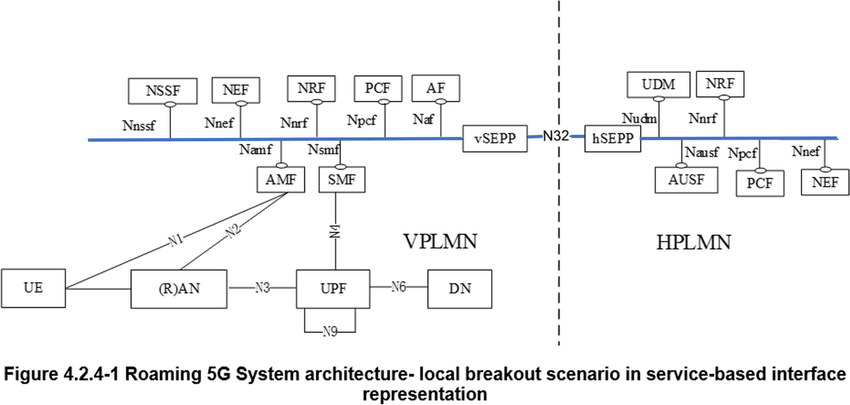 NSSF NEF NRF PCF AF UDM NRF
Nnssf Nnef Nnrf Npcf Naf Nudm Nnrf
vSEPP N32 hSEPP
Namf Nsmf Nausf Npcf Nnef
AMF SMF AUSF PCF NEF
N1 N2 N4 VPLMN HPLMN
UE (R)AN N3 UPF N6 DN
N9
Figure 4.2.4-1 Roaming 5G System architecture- local breakout scenario in service-based interface
representation